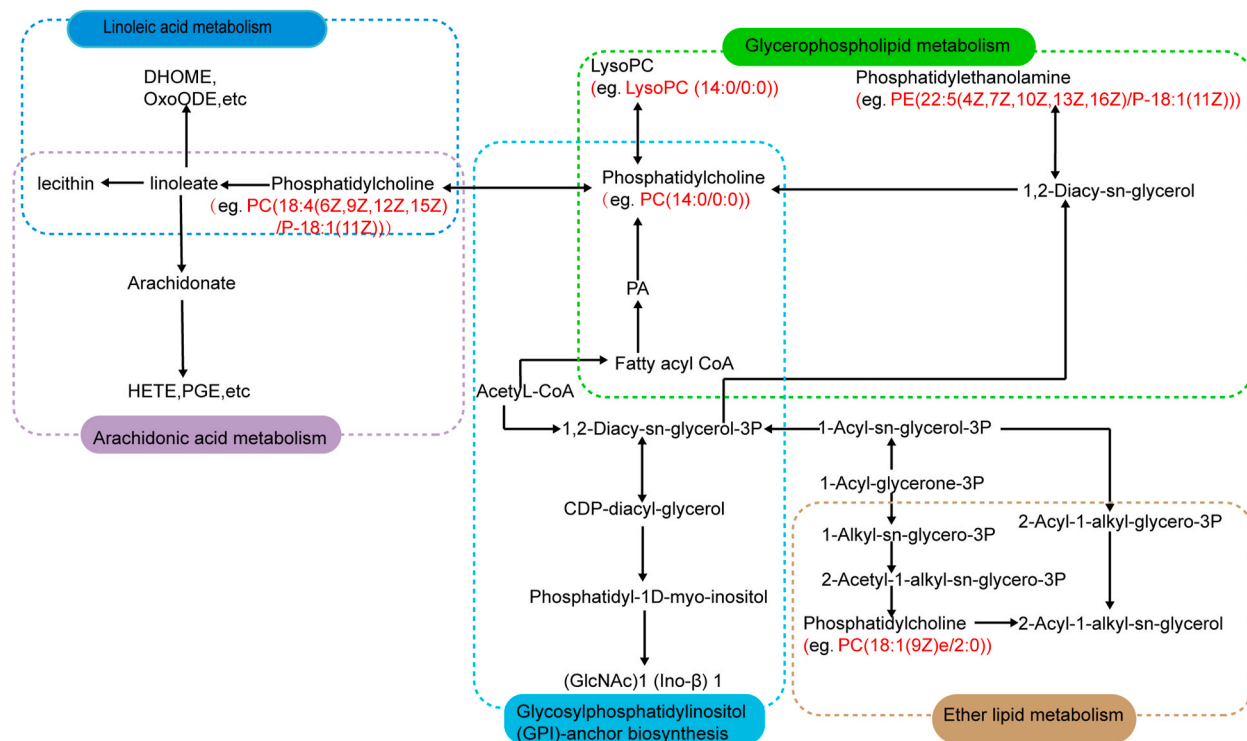 Linoleic acid metabolism
Glycerophospholipid metabolism
DHOME,
OxoODE,etc
LysoPC
(eg. LysoPC (14:0/0:0))
Phosphatidylethanolamine
(eg. PE(22:5(4Z,7Z,10Z,13Z,16Z)/P-18:1(11Z)))
lecithin
linoleate
Phosphatidylcholine
(eg. PC(18:4(6Z,9Z,12Z,15Z)
/P-18:1(11Z)))
Phosphatidylcholine
(eg. PC(14:0/0:0))
1,2-Diacy-sn-glycerol
Arachidonate
PA
Fatty acyl CoA
HETE,PGE,etc
AcetyL-CoA
Arachidonic acid metabolism
1,2-Diacy-sn-glycerol-3P
1-Acyl-sn-glycerol-3P
1-Acyl-glycerone-3P
CDP-diacyl-glycerol
1-Alkyl-sn-glycero-3P
2-Acyl-1-alkyl-glycero-3P
2-Acetyl-1-alkyl-sn-glycero-3P
Phosphatidyl-1D-myo-inositol
Phosphatidylcholine
(eg. PC(18:1(9Z)e/2:0))
2-Acyl-1-alkyl-sn-glycerol
(GlcNAc)1 (Ino-β) 1
Glycosylphosphatidylinositol
(GPI)-anchor biosynthesis
Ether lipid metabolism